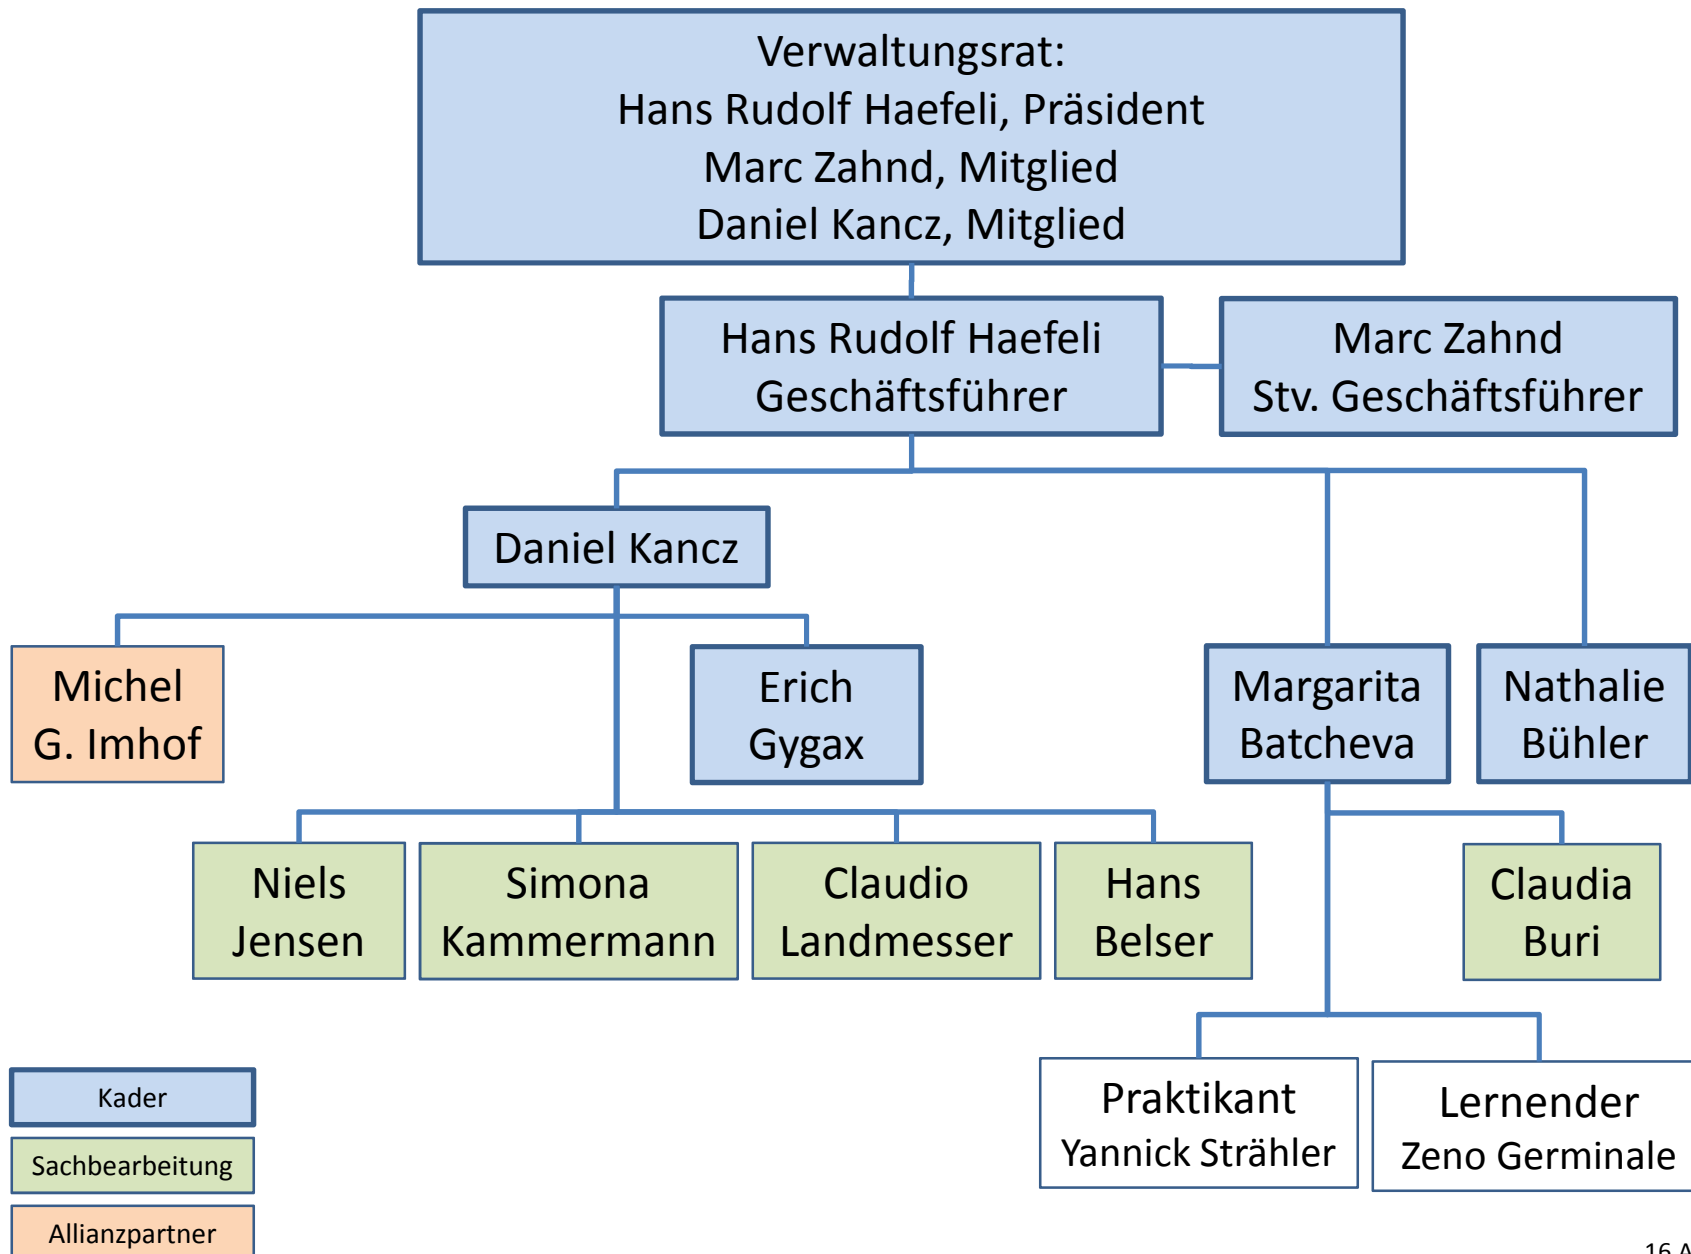 Verwaltungsrat:
Hans Rudolf Haefeli, Präsident
Marc Zahnd, Mitglied
Daniel Kancz, Mitglied
Hans Rudolf Haefeli
Geschäftsführer
Marc Zahnd
Stv. Geschäftsführer
Daniel Kancz
Michel
G. Imhof
Erich
Gygax
Margarita
Batcheva
Nathalie
Bühler
Niels
Jensen
Simona
Kammermann
Claudio
Landmesser
Hans
Belser
Claudia
Buri
Praktikant
Yannick Strähler
Lernender
Zeno Germinale
Kader
Sachbearbeitung
Allianzpartner
16